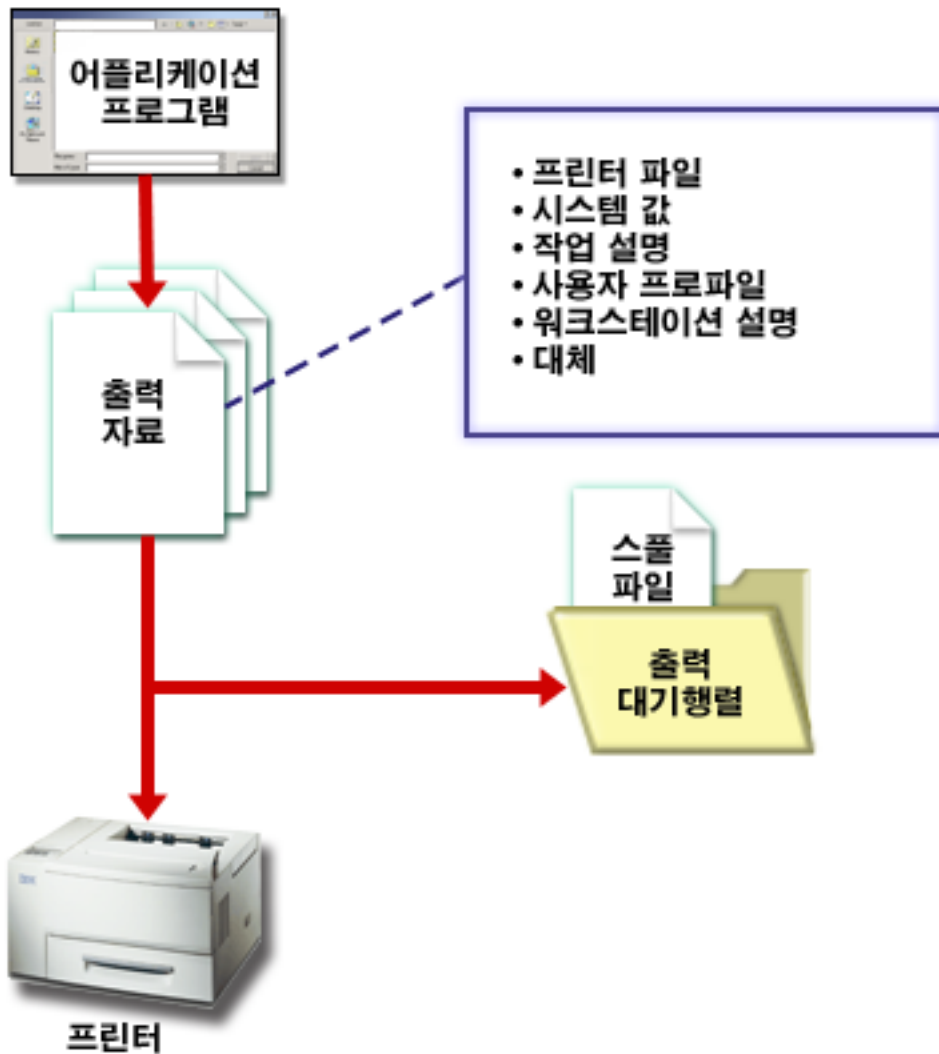 어플리케이션
프로그램
• 프린터 파일
• 시스템 값
• 작업 설명
• 사용자 프로파일
• 워크스테이션 설명
• 대체
출력
자료
스풀
파일
출력
대기행렬
프린터